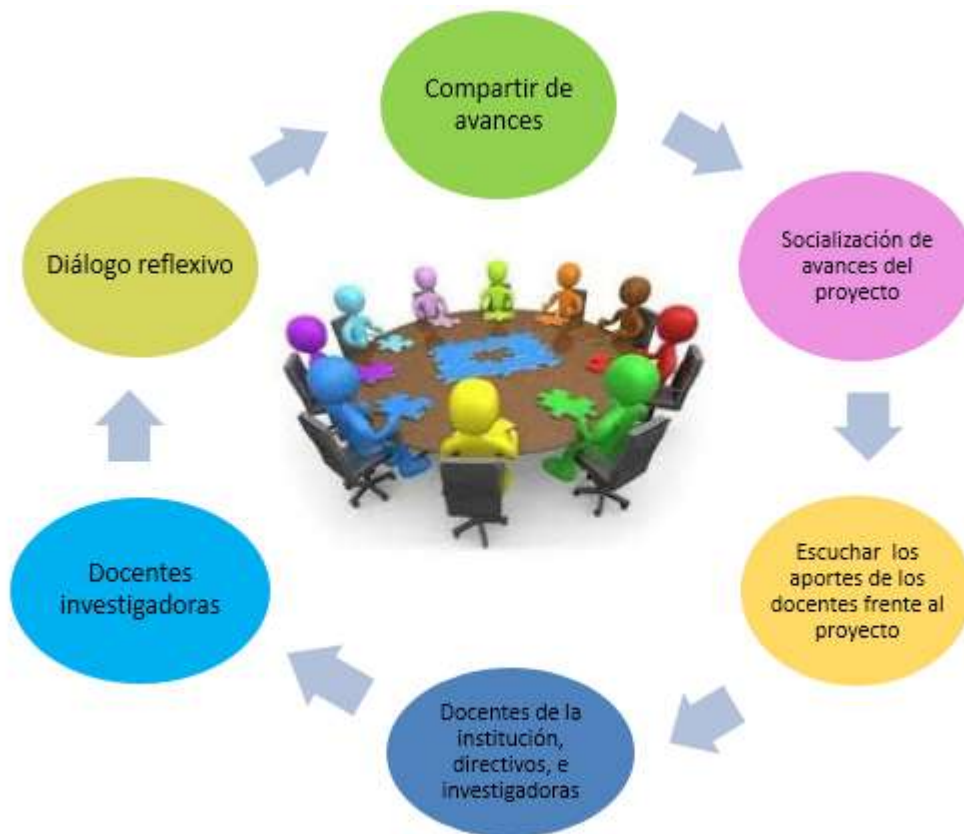 Compartir de
avances
Socialización de
avances del
proyecto
Escuchar  los
aportes de los
docentes frente al
proyecto
Docentes de la
institución,
directivos, e
investigadoras
Docentes
investigadoras
Diálogo reflexivo